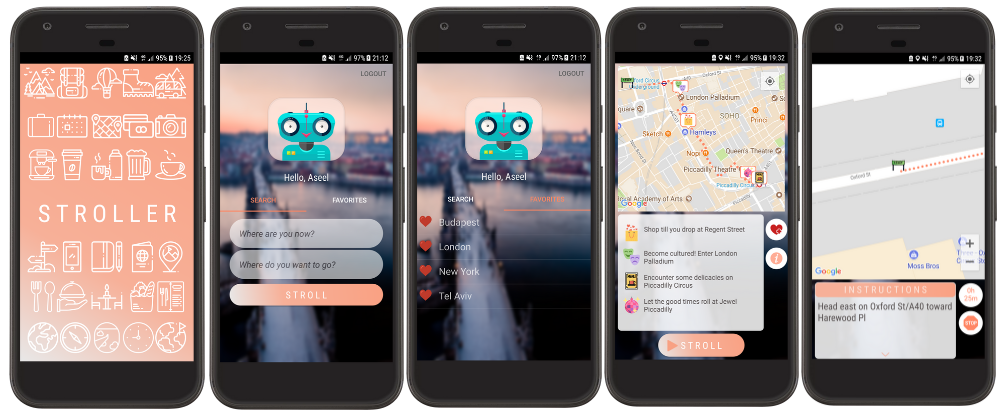 95% 19:25
STROLLER
97% 21:12
LOGOUT
Hello, Aseel
SEARCH
FAVORITES
Where are you now?
Where do you want to go?
STROLL
97% 21:12
LOGOUT
Hello, Aseel
SEARCH
FAVORITES
Budapest
London
New York
Tel Aviv
95% 19:32
Oxford St
London Palladium
quare
SOHO
Princi
Sketch
Hamleys
Nopi
Queen's Theatre
Piccadilly Theatre
Piccadilly Circus
Royal Academy of Arts
Google
Shop till you drop at Regent Street
Become cultured! Enter London
Palladium
Encounter some delicacies on
Piccadilly Circus
Let the good times roll at Jewel
Piccadilly
STROLL
95% 19:32
Oxford St
Moss Bros
Google
INSTRUCTIONS
Head east on Oxford St/A40 toward
Harewood Pl
0h
25m
STOP